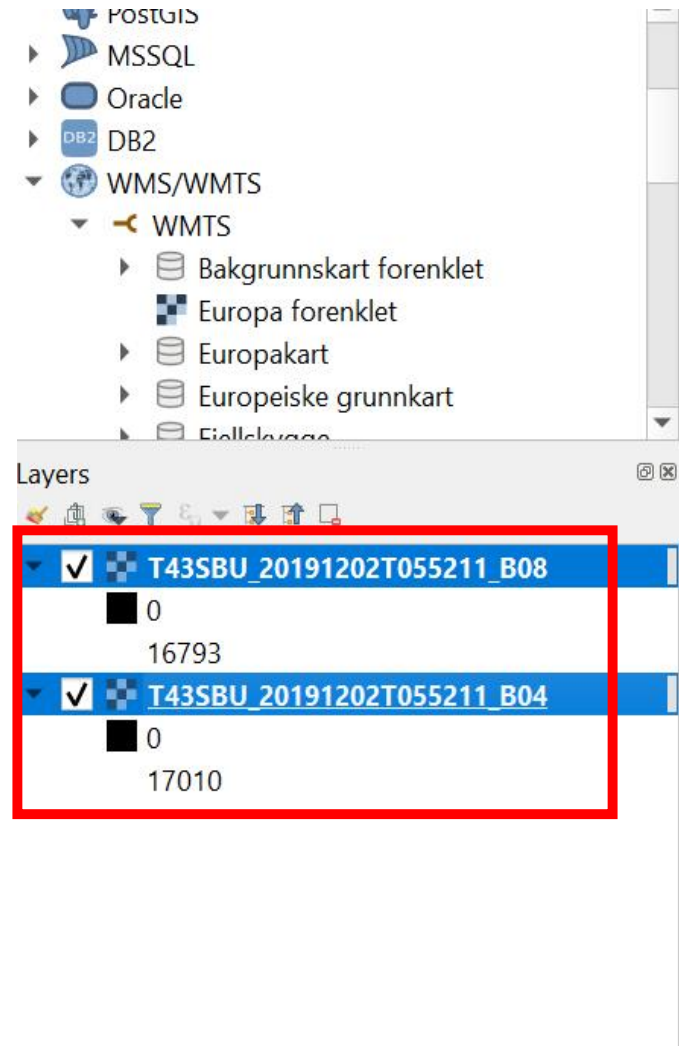 PostGIS
MSSQL
Oracle
DB2 DB2
WMS/WMTS
WMTS
Bakgrunnskart forenklet
Europa forenklet
Europakart
Europeiske grunnkart
Fjellskygge
Layers
T43SBU_20191202T055211_B08
0
16793
T43SBU_20191202T055211_B04
0
17010